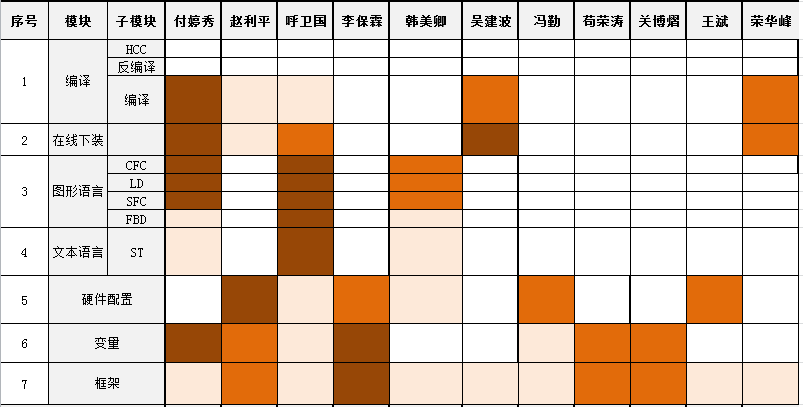 序号 模块 子模块 付婷秀 赵利平 呼卫国 李保霖 韩美卿 吴建波 冯勤 荀荣涛 关博熠 王斌 荣华峰
HCC
反编译
1 编译 编译
2 在线下装
CFC
3 图形语言 LD
SFC
FBD
4 文本语言 ST
5 硬件配置
6 变量
7 框架